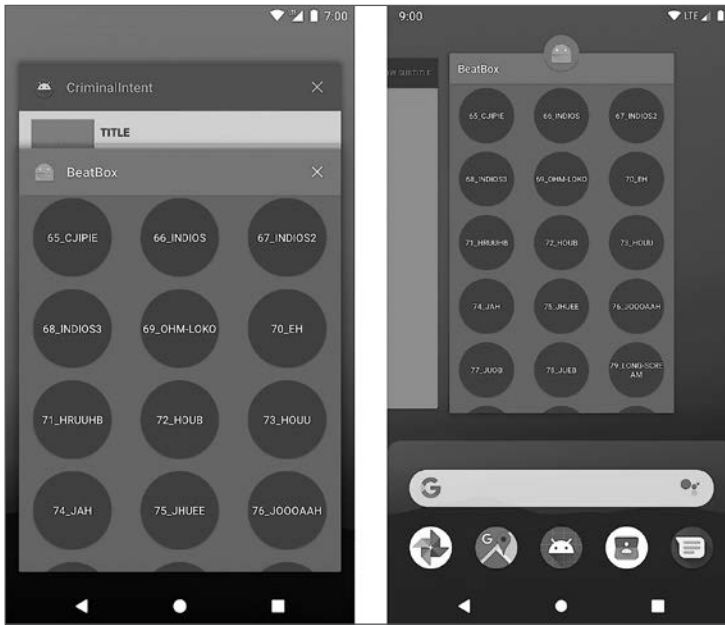 7:00
CriminalIntent
TITLE
BeatBox
65_CJIPIE 66_INDIOS 67_INDIOS2
68_INDIOS3 69_OHM-LOKO 70_EH
71_HRUUHB 72_HOUB 73_HOUU
74_JAH 75_JHUEE 76_JOOOAAH
9:00 LTE
SUBTITLE
BeatBox
65_CJIPIE 66_INDIOS 67_INDIOS2
68_INDIOS3 69_OHM-LOKO 70_EH
71_HRUUHB 72_HOUB 73_HOUU
74_JAH 75_JHUEE 76_JOOOAAH
77_JUOB 78_JUEB 79_LONG-SCRE
AM
G